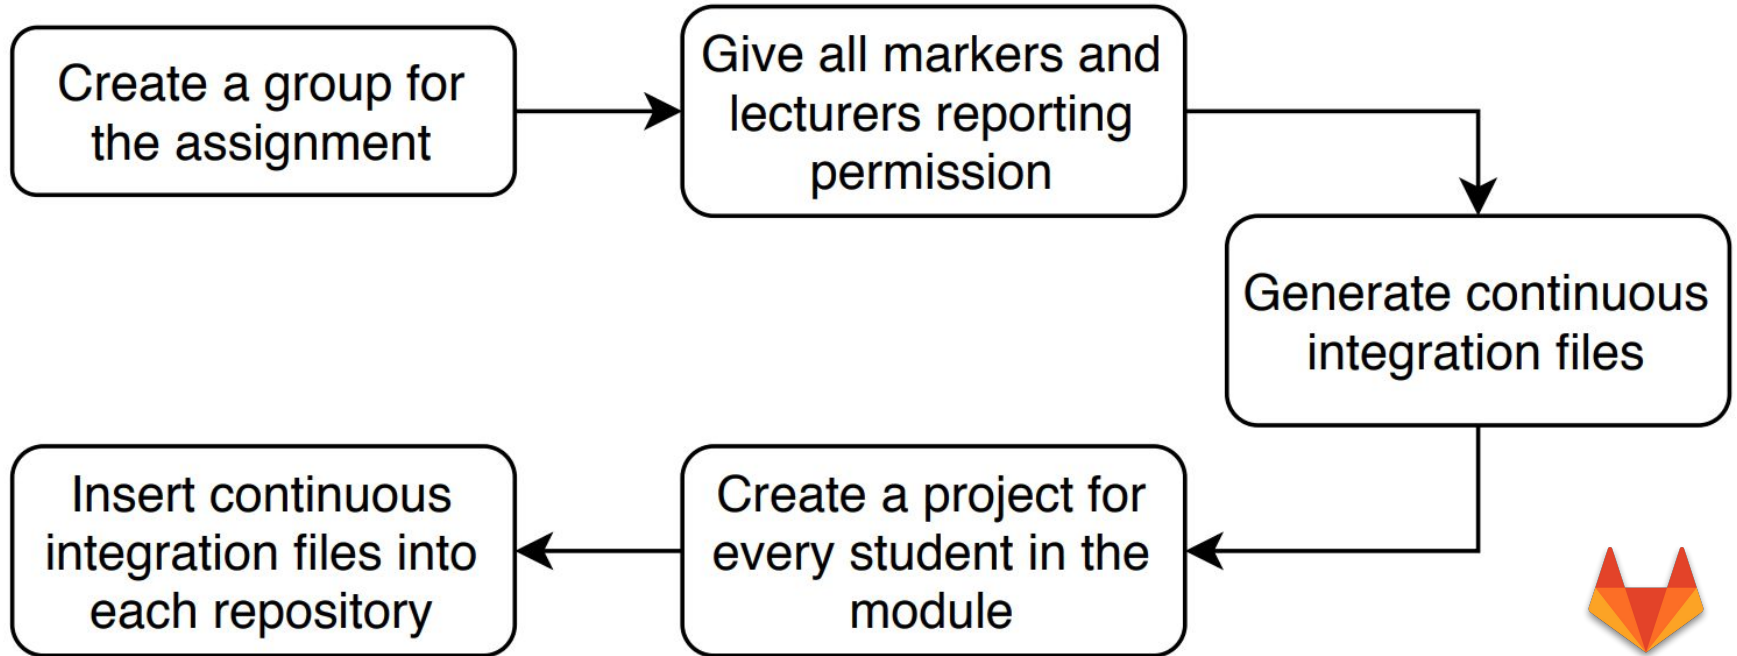 Create a group for
the assignment
Give all markers and
lecturers reporting
permission
Generate continuous
integration files
Create a project for
every student in the
module
Insert continuous
integration files into
each repository